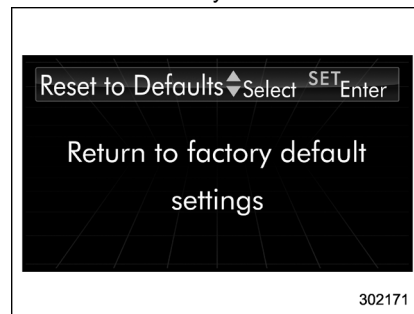 Reset to Defaults Select SET Enter
Return to factory default
settings
302171